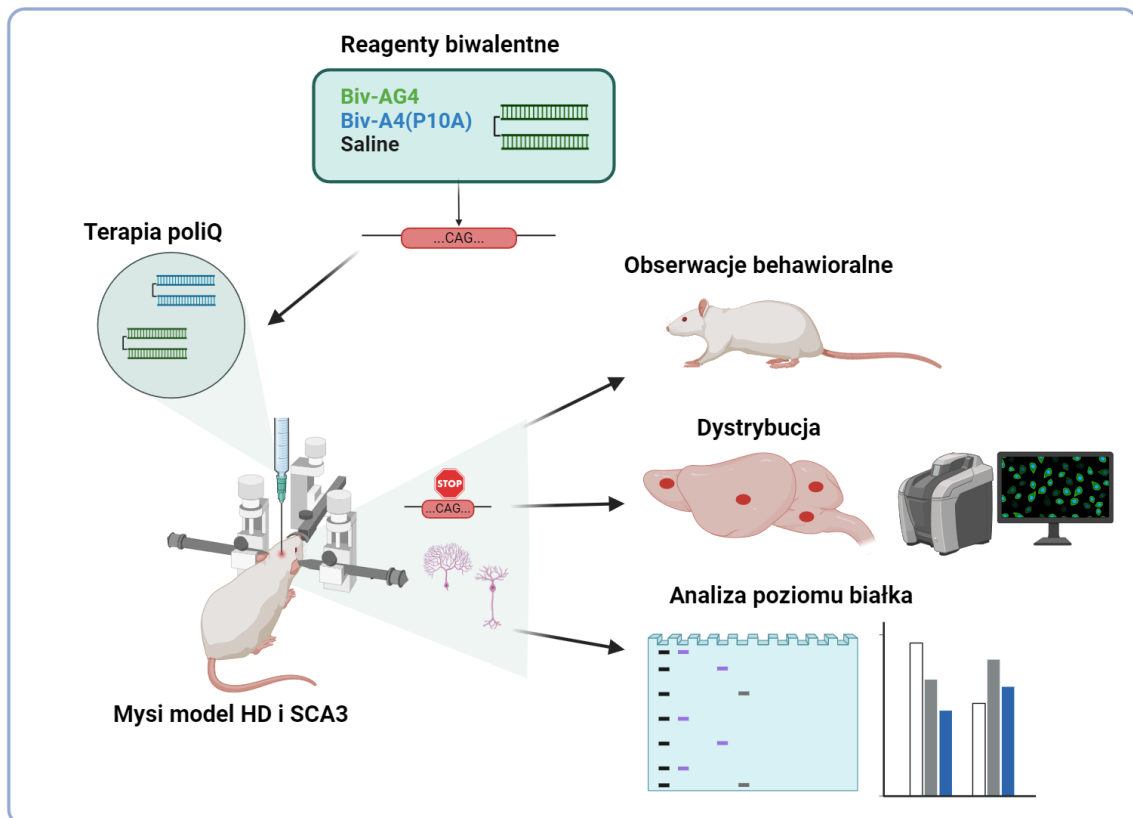 Reagenty biwalentne
Biv-AG4
Biv-A4(P10A)
Saline
...CAG...
Terapia poliQ
Obserwacje behawioralne
Dystrybucja
STOP
...CAG...
Analiza poziomu białka
Mysi model HD i SCA3